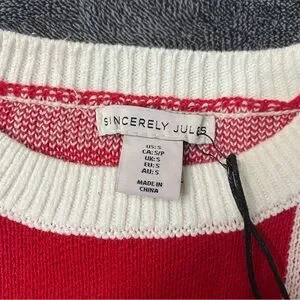 SINCERELY JULES
US: S
CA: S/P
UK: S
EU: S
AU: S
MADE IN
CHINA